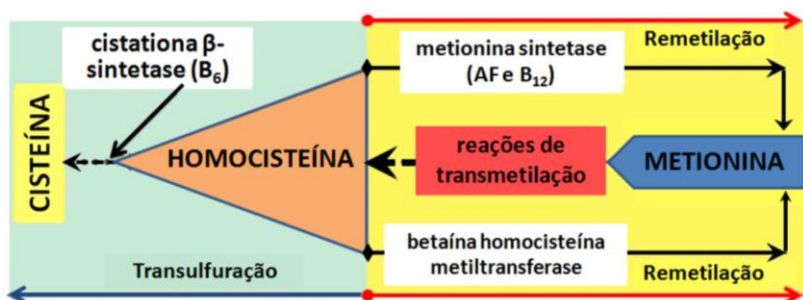 cistationa β-
sintetase (B₆)
metionina sintetase
(AF e B₁₂)
Remetilação
CISTEÍNA
HOMOCISTEÍNA
reações de
transmetilação
METIONINA
Transulfuração
betaína homocisteína
metiltransferase
Remetilação